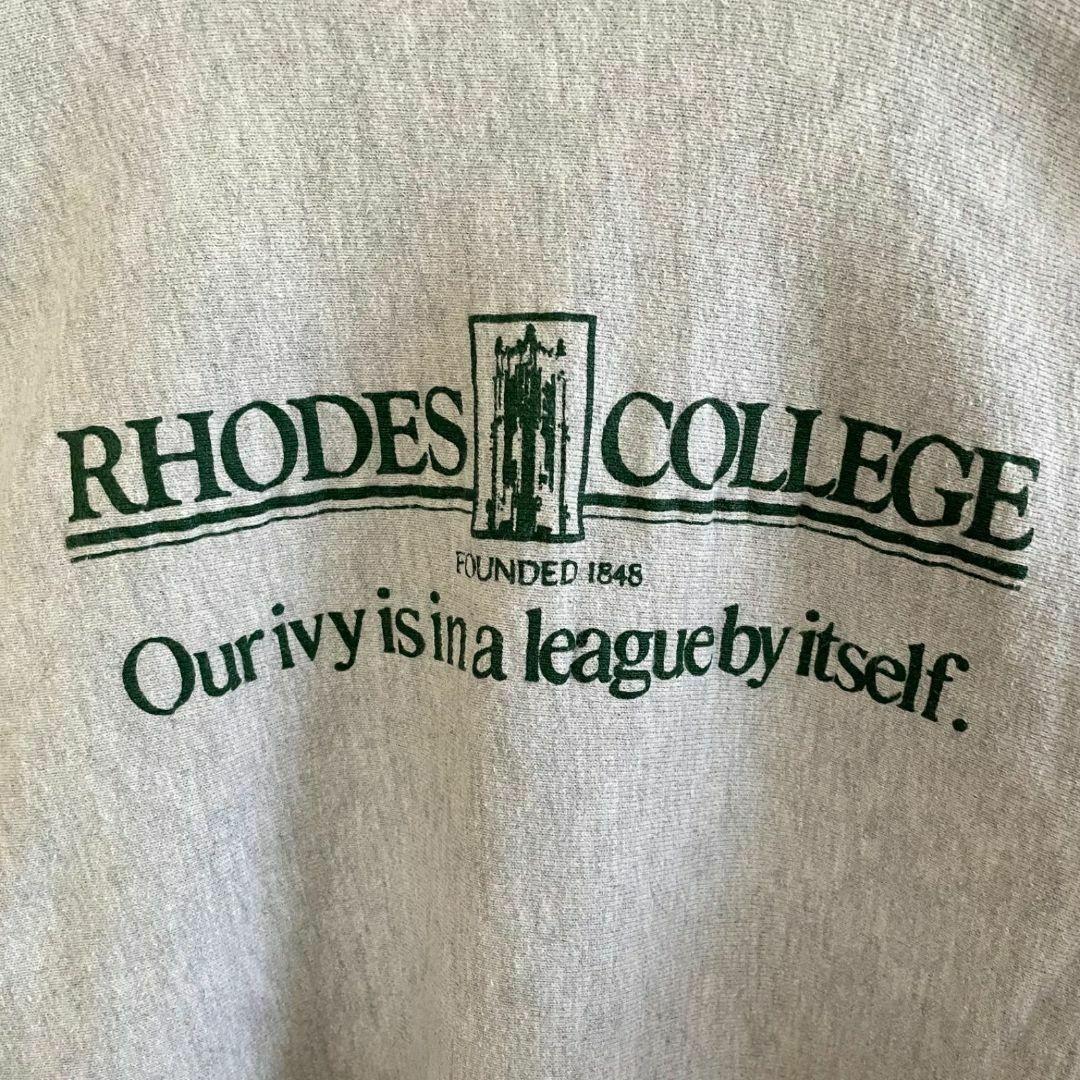 RHODES COLLEGE
FOUNDED 1848
Our ivy is in a league by itself.